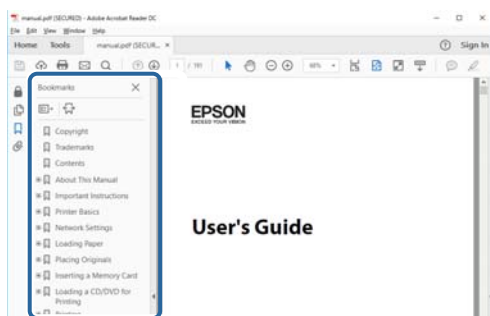 manual.pdf (SECURED) - Adobe Acrobat Reader DC
File Edit View Window Help
Home Tools manual.pdf (SECUR... × Sign In
1 / 191
Bookmarks
Copyright
Trademarks
Contents
About This Manual
Important Instructions
Printer Basics
Network Settings
Loading Paper
Placing Originals
Inserting a Memory Card
Loading a CD/DVD for
Printing
EPSON
EXCEED YOUR VISION
User's Guide